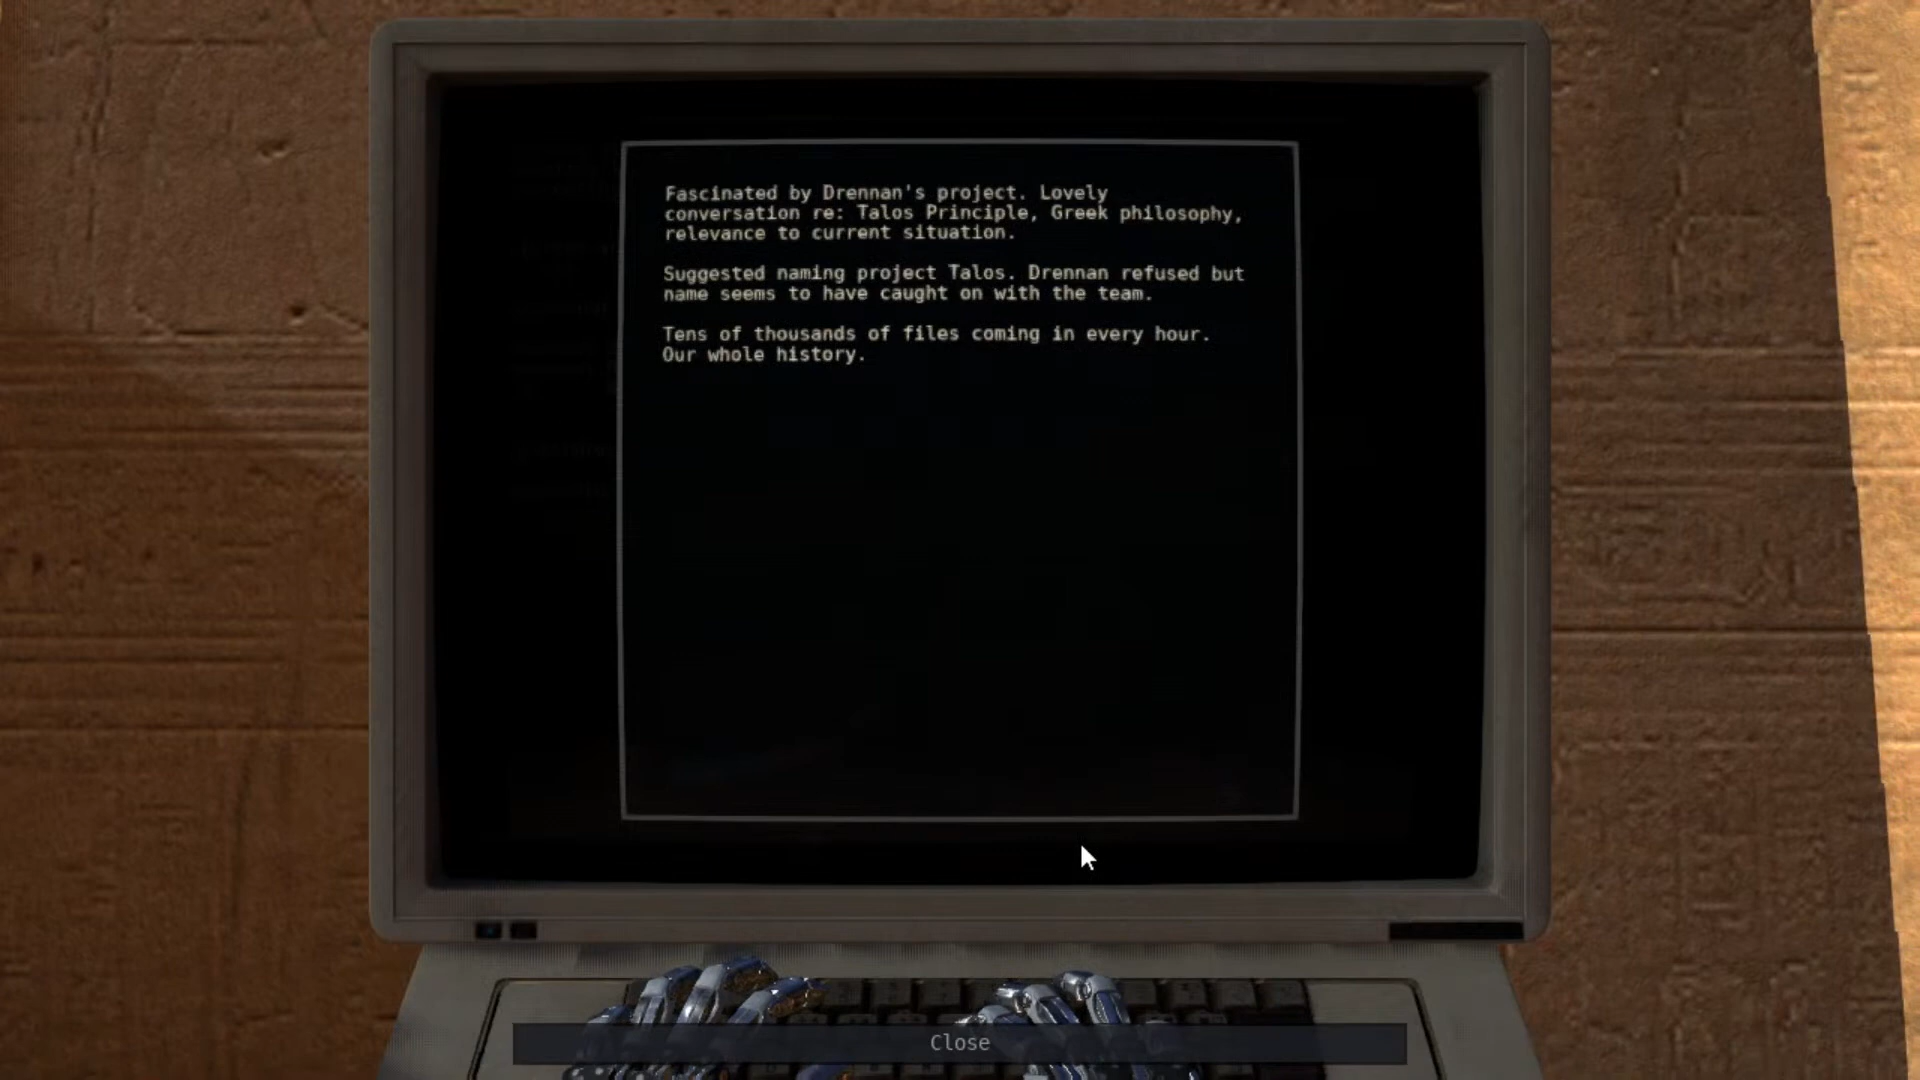 Fascinated by Drennan's project. Lovely
conversation re: Talos Principle, Greek philosophy,
relevance to current situation.
Suggested naming project Talos. Drennan refused but
name seems to have caught on with the team.
Tens of thousands of files coming in every hour.
Our whole history.
Close